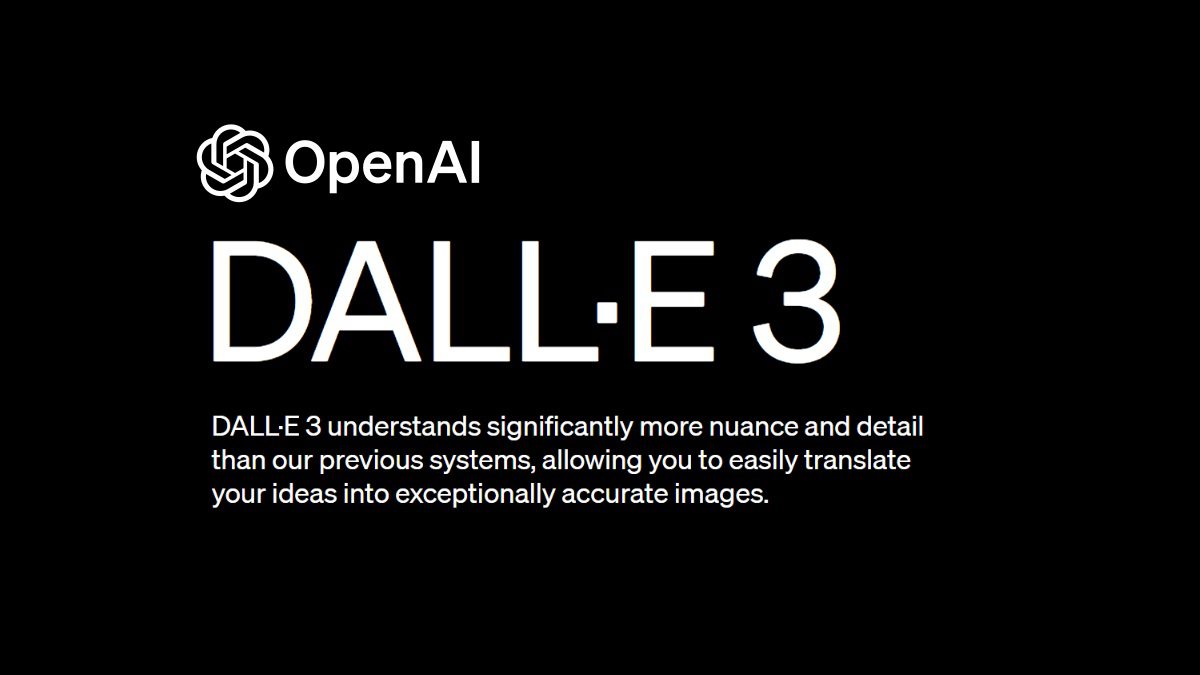 OpenAI
DALL·E 3
DALL·E 3 understands significantly more nuance and detail
than our previous systems, allowing you to easily translate
your ideas into exceptionally accurate images.